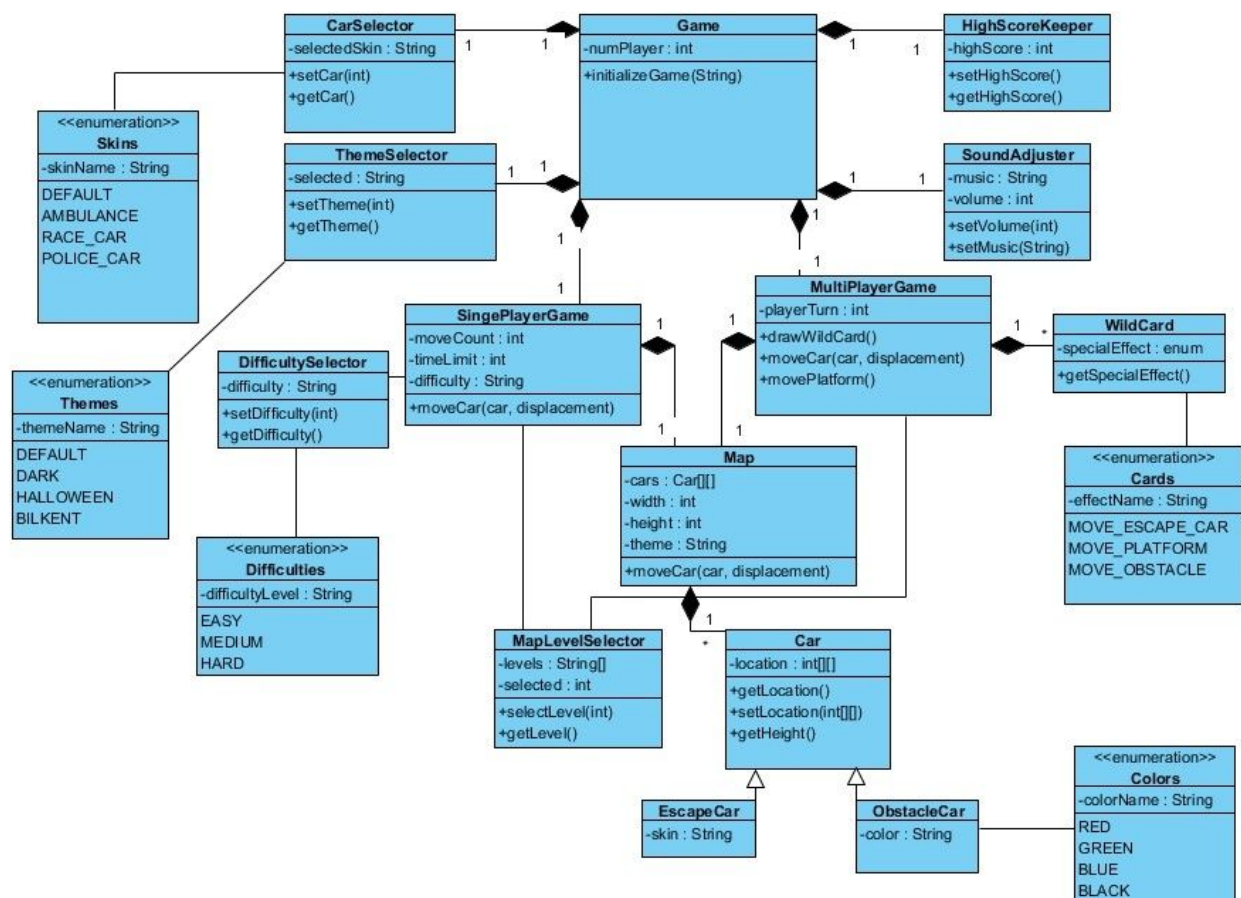 CarSelector
-selectedSkin : String
+setCar(int)
+getCar()
1
1
Game
-numPlayer : int
+initializeGame(String)
1
1
HighScoreKeeper
-highScore : int
+setHighScore()
+getHighScore()
<<enumeration>>
Skins
-skinName : String
DEFAULT
AMBULANCE
RACE_CAR
POLICE_CAR
ThemeSelector
-selected : String
+setTheme(int)
+getTheme()
1
1
1
1
SoundAdjuster
-music : String
-volume : int
+setVolume(int)
+setMusic(String)
1
1
1
1
SingePlayerGame
-moveCount : int
-timeLimit : int
-difficulty : String
+moveCar(car, displacement)
1
1
MultiPlayerGame
-playerTurn : int
+drawWildCard()
+moveCar(car, displacement)
+movePlatform()
1
*
WildCard
-specialEffect : enum
+getSpecialEffect()
DifficultySelector
-difficulty : String
+setDifficulty(int)
+getDifficulty()
<<enumeration>>
Themes
-themeName : String
DEFAULT
DARK
HALLOWEEN
BILKENT
1
1
Map
-cars : Car[][]
-width : int
-height : int
-theme : String
+moveCar(car, displacement)
<<enumeration>>
Cards
-effectName : String
MOVE_ESCAPE_CAR
MOVE_PLATFORM
MOVE_OBSTACLE
<<enumeration>>
Difficulties
-difficultyLevel : String
EASY
MEDIUM
HARD
1
*
MapLevelSelector
-levels : String[]
-selected : int
+selectLevel(int)
+getLevel()
Car
-location : int[][]
+getLocation()
+setLocation(int[][])
+getHeight()
EscapeCar
-skin : String
ObstacleCar
-color : String
<<enumeration>>
Colors
-colorName : String
RED
GREEN
BLUE
BLACK